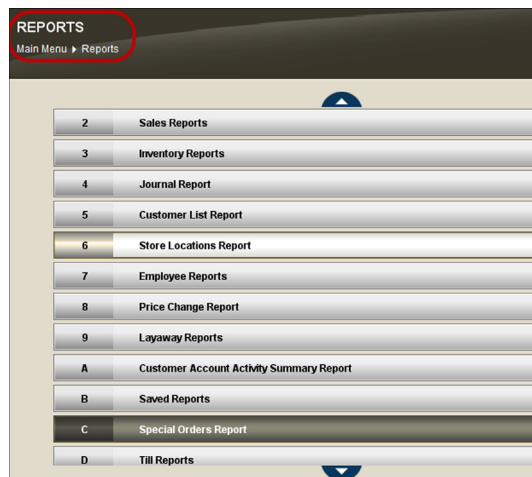 REPORTS
Main Menu ▶ Reports
2 Sales Reports
3 Inventory Reports
4 Journal Report
5 Customer List Report
6 Store Locations Report
7 Employee Reports
8 Price Change Report
9 Layaway Reports
A Customer Account Activity Summary Report
B Saved Reports
C Special Orders Report
D Till Reports